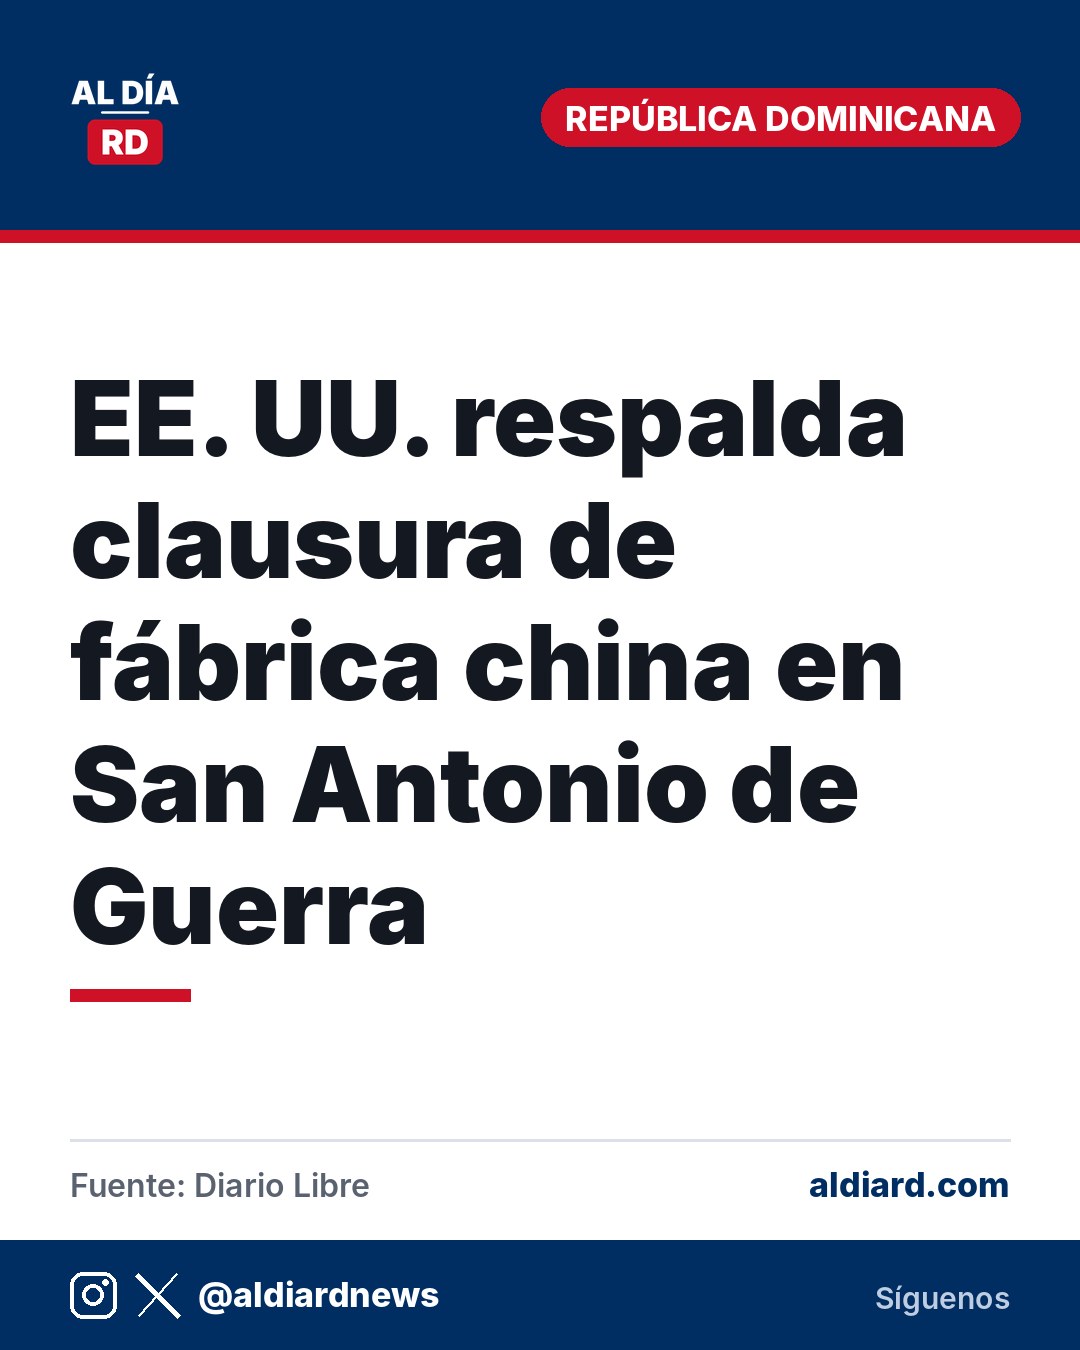 AL DÍA
RD
REPÚBLICA DOMINICANA
EE. UU. respalda
clausura de
fábrica china en
San Antonio de
Guerra
Fuente: Diario Libre
aldiard.com
@aldiardnews
Síguenos